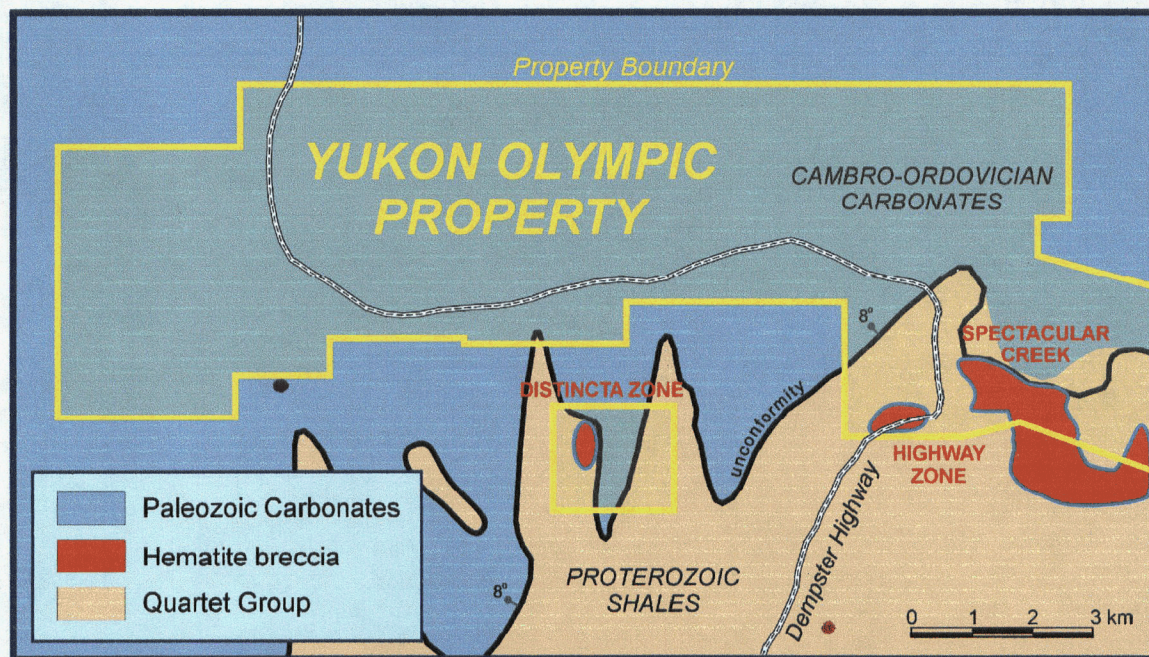 Property Boundary
YUKON OLYMPIC
PROPERTY
CAMBRO-ORDOVICIAN
CARBONATES
8°
SPECTACULAR
CREEK
DISTINCTA ZONE
unconformity
HIGHWAY
ZONE
Paleozoic Carbonates
Hematite breccia
Quartet Group
8°
PROTEROZOIC
SHALES
Dempster Highway
0 1 2 3 km